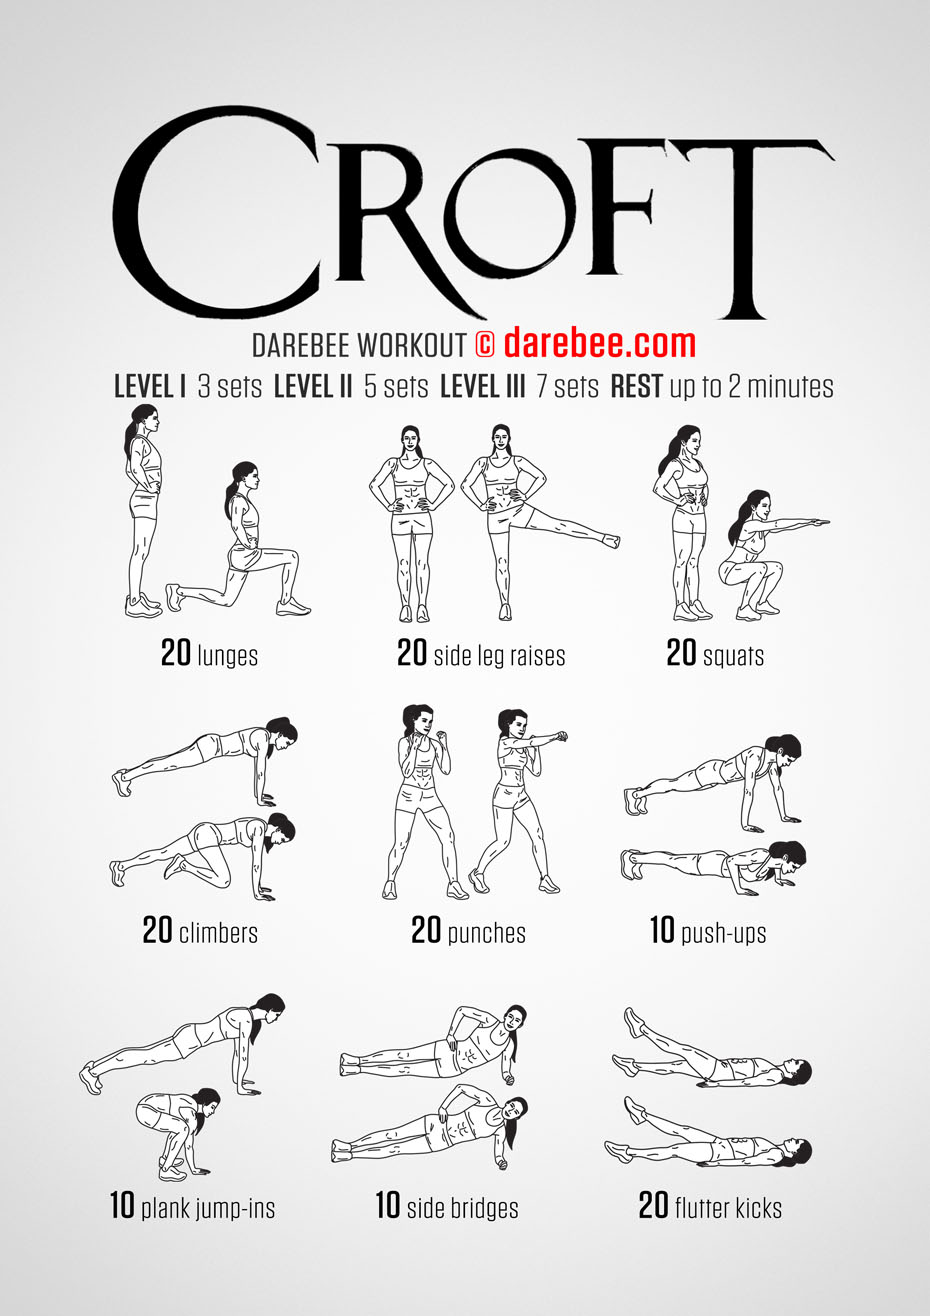 CROFT
DAREBEE WORKOUT © darebee.com
LEVEL I 3 sets LEVEL II 5 sets LEVEL III 7 sets REST up to 2 minutes
20 lunges
20 side leg raises
20 squats
20 climbers
20 punches
10 push-ups
10 plank jump-ins
10 side bridges
20 flutter kicks